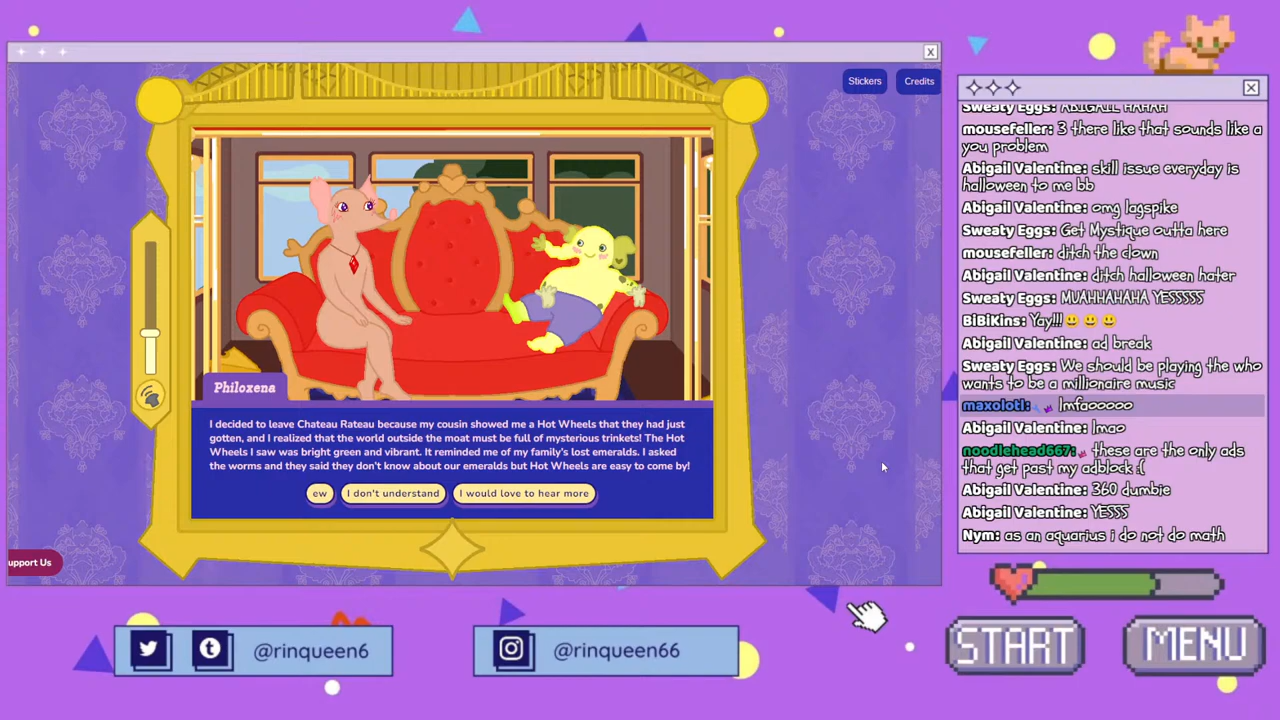 X
Stickers
Credits
Philoxena
I decided to leave Chateau Rateau because my cousin showed me a Hot Wheels that they had just
gotten, and I realized that the world outside the moat must be full of mysterious trinkets! The Hot
Wheels I saw was bright green and vibrant. It reminded me of my family's lost emeralds. I asked
the worms and they said they don't know about our emeralds but Hot Wheels are easy to come by!
ew
I don't understand
I would love to hear more
upport Us
Sweaty Eggs: ABIGAIL HAHAH
mousefeller: 3 there like that sounds like a
you problem
Abigail Valentine: skill issue everyday is
halloween to me bb
Abigail Valentine: omg lagspike
Sweaty Eggs: Get Mystique outta here
mousefeller: ditch the clown
Abigail Valentine: ditch halloween hater
Sweaty Eggs: MUAHHAHAHA YESSSSS
BiBiKins: Yay!!! 😃 😃 😃
Abigail Valentine: ad break
Sweaty Eggs: We should be playing the who
wants to be a millionaire music
maxolotl: lmfaooooo
Abigail Valentine: lmao
noodlehead667: these are the only ads
that get past my adblock :(
Abigail Valentine: 360 dumbie
Abigail Valentine: YESSS
Nym: as an aquarius i do not do math
START
MENU
@rinqueen6
@rinqueen66